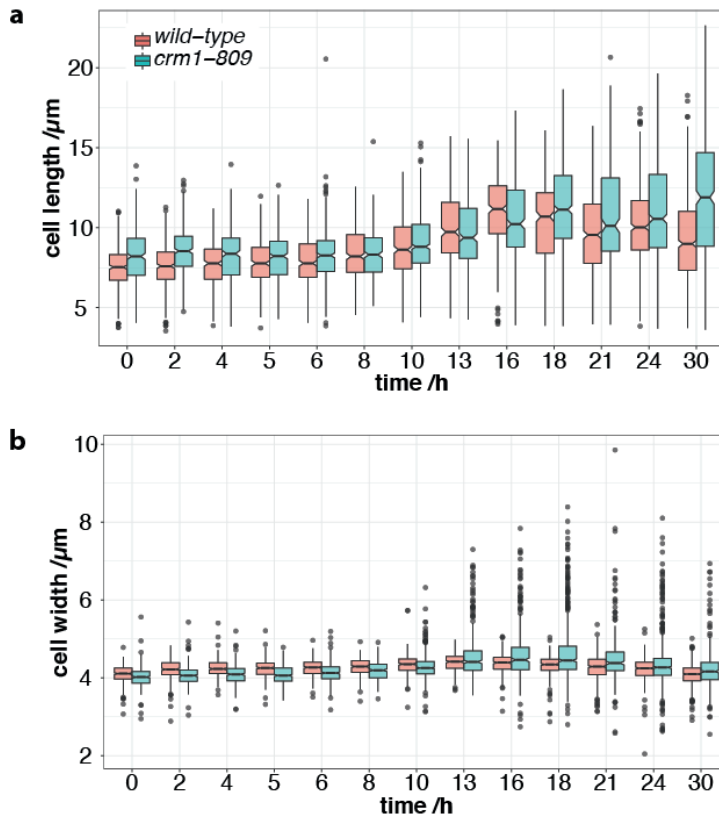 a
wild-type
crm1-809
20
15
10
5
cell length /µm
0 2 4 5 6 8 10 13 16 18 21 24 30
time /h
b
10
8
6
4
2
cell width /µm
0 2 4 5 6 8 10 13 16 18 21 24 30
time /h